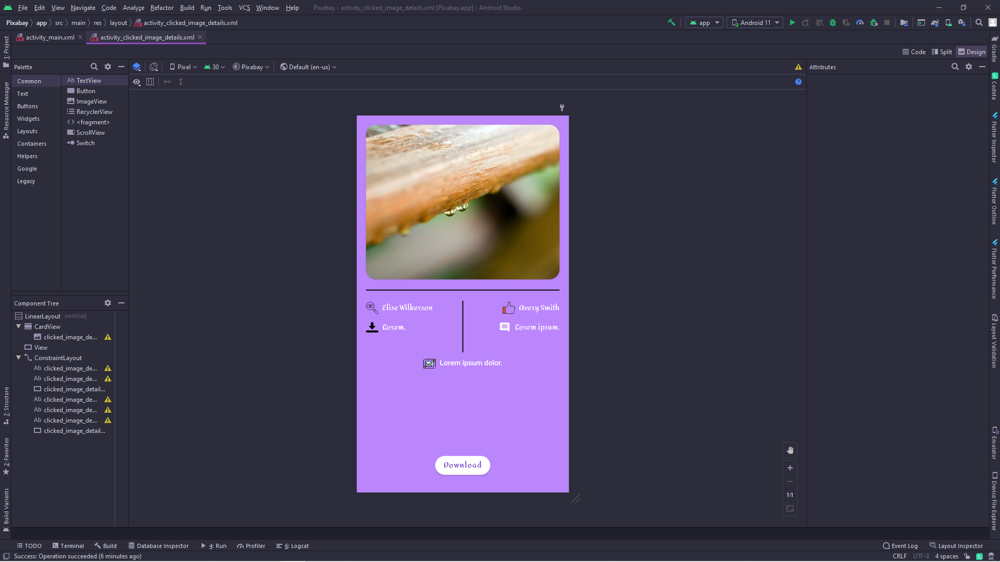 File Edit View Navigate Code Analyze Refactor Build Run Tools VCS Window Help Pixabay - activity_clicked_image_details.xml [Pixabay.app] - Android Studio
Pixabay app src main res layout activity_clicked_image_details.xml app Android 11
activity_main.xml activity_clicked_image_details.xml
Code Split Design
Palette Pixel 30 Pixabay Default (en-us) Attributes
Common
Text
Buttons
Widgets
Layouts
Containers
Helpers
Google
Legacy
Ab TextView
Button
ImageView
RecyclerView
<> <fragment>
ScrollView
Switch
Component Tree
LinearLayout (vertical)
CardView
clicked_image_de...
View
ConstraintLayout
Ab clicked_image_de...
Ab clicked_image_de...
clicked_image_detail...
Ab clicked_image_de...
Ab clicked_image_de...
Ab clicked_image_de...
clicked_image_detail...
Elise Wilkerson
Avery Smith
Lorem.
Lorem ipsum.
Lorem ipsum dolor.
Download
1:1
1: Project
Resource Manager
7: Structure
2: Favorites
Build Variants
Gradle
Codota
Flutter Inspector
Flutter Outline
Flutter Performance
Layout Validation
Emulator
Device File Explorer
TODO Terminal Build Database Inspector 4: Run Profiler 6: Logcat Event Log Layout Inspector
Success: Operation succeeded (6 minutes ago) CRLF UTF-8 4 spaces